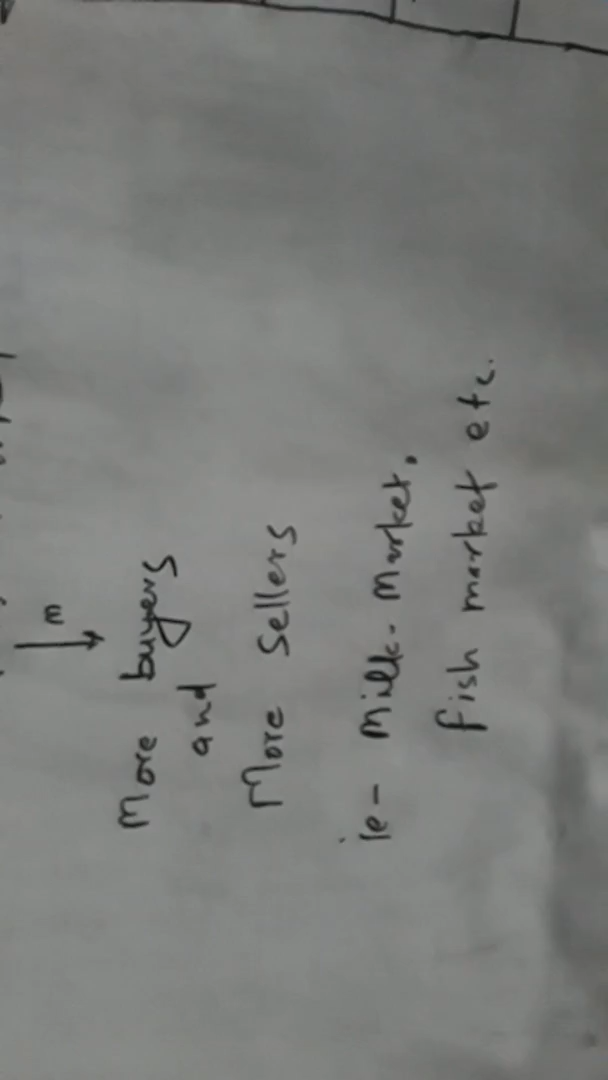 m
More buyers
and
More Sellers
ie- Milk- Market,
fish market etc.